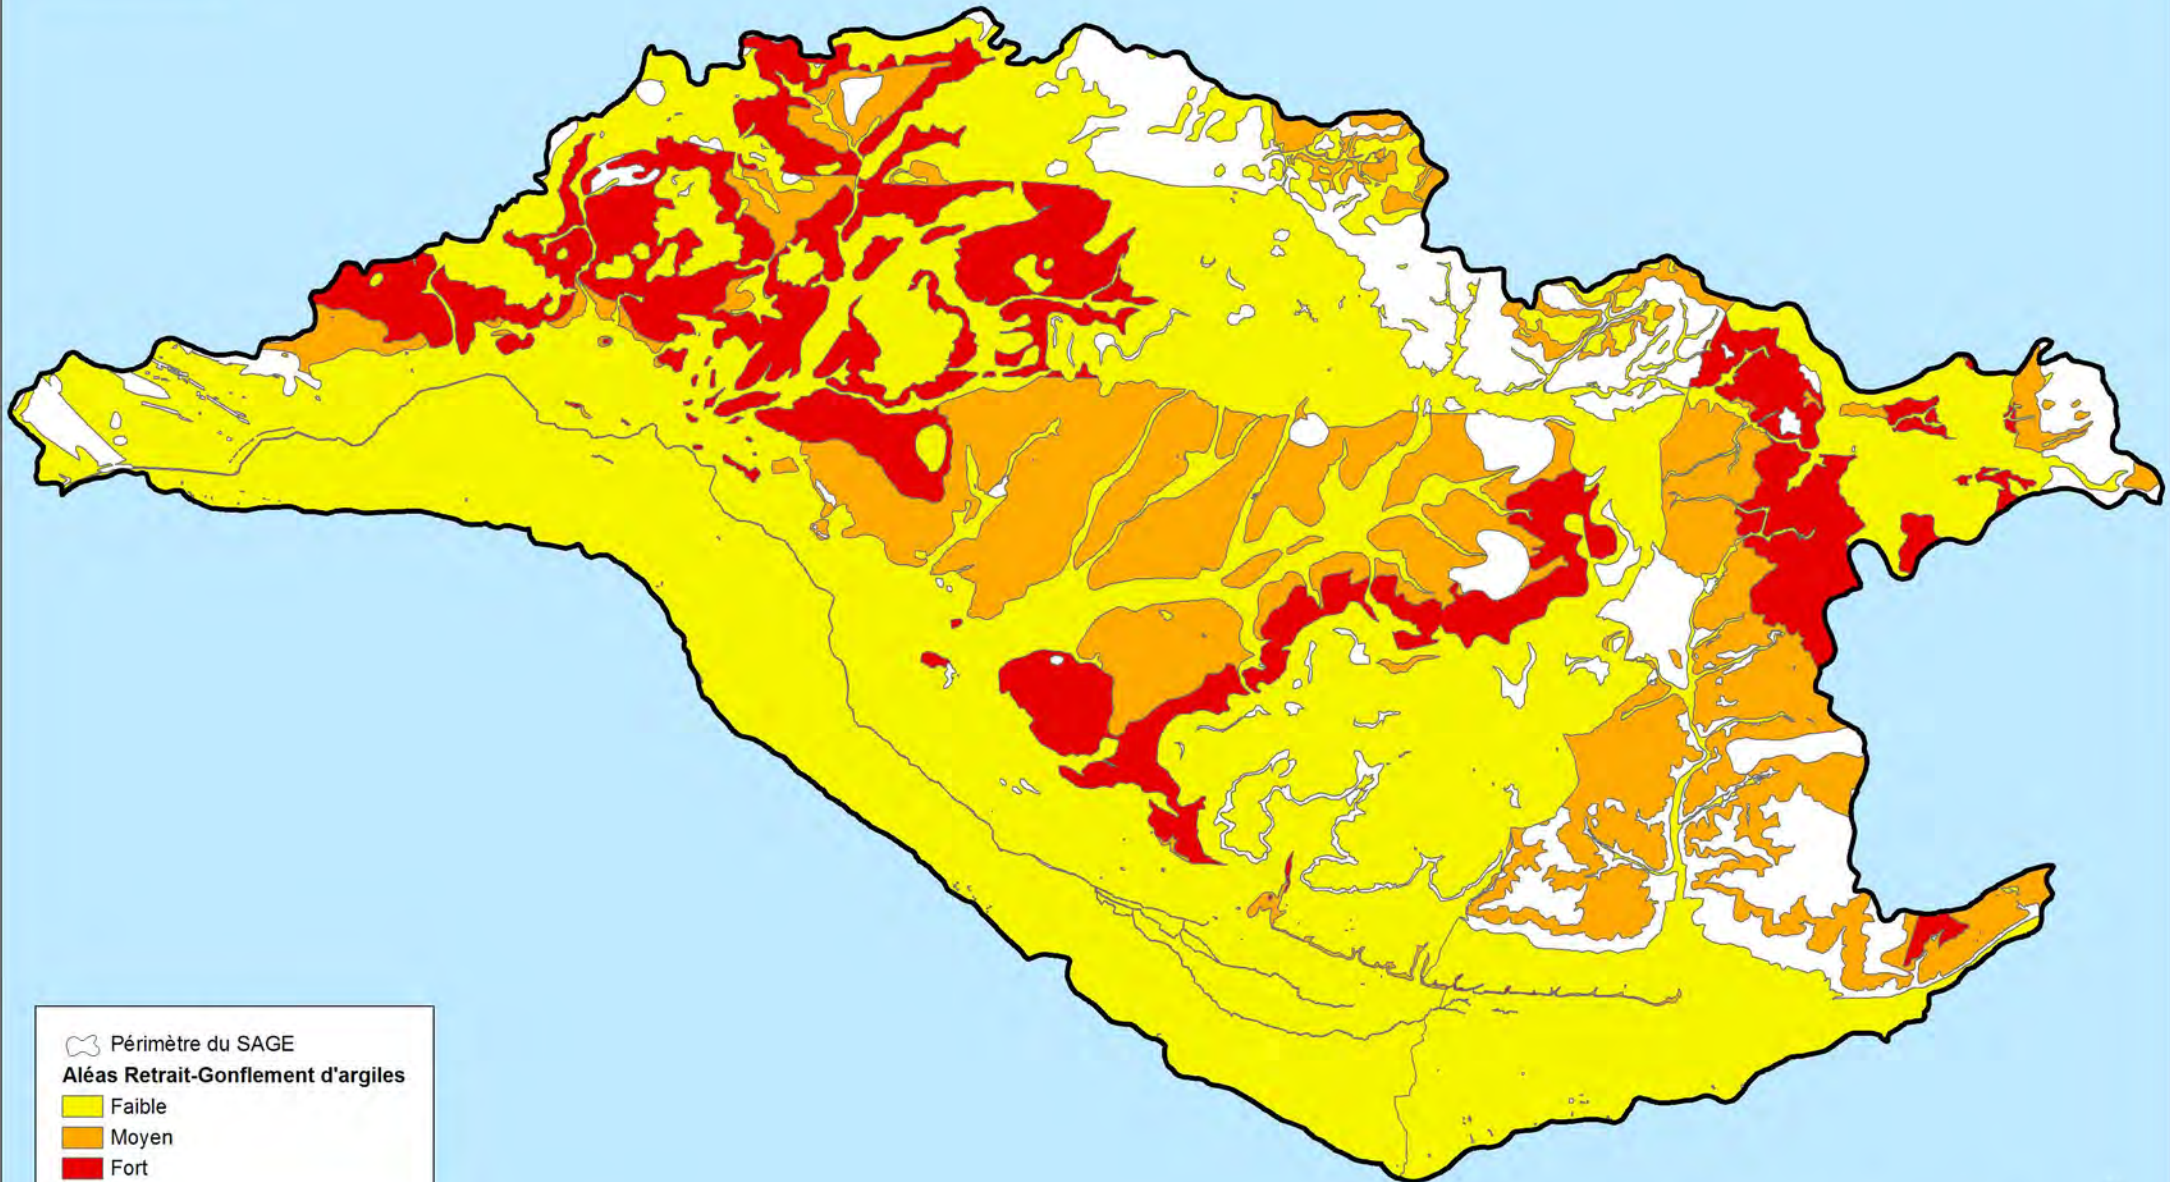 Périmètre du SAGE
Aléas Retrait-Gonflement d'argiles
Faible
Moyen
Fort